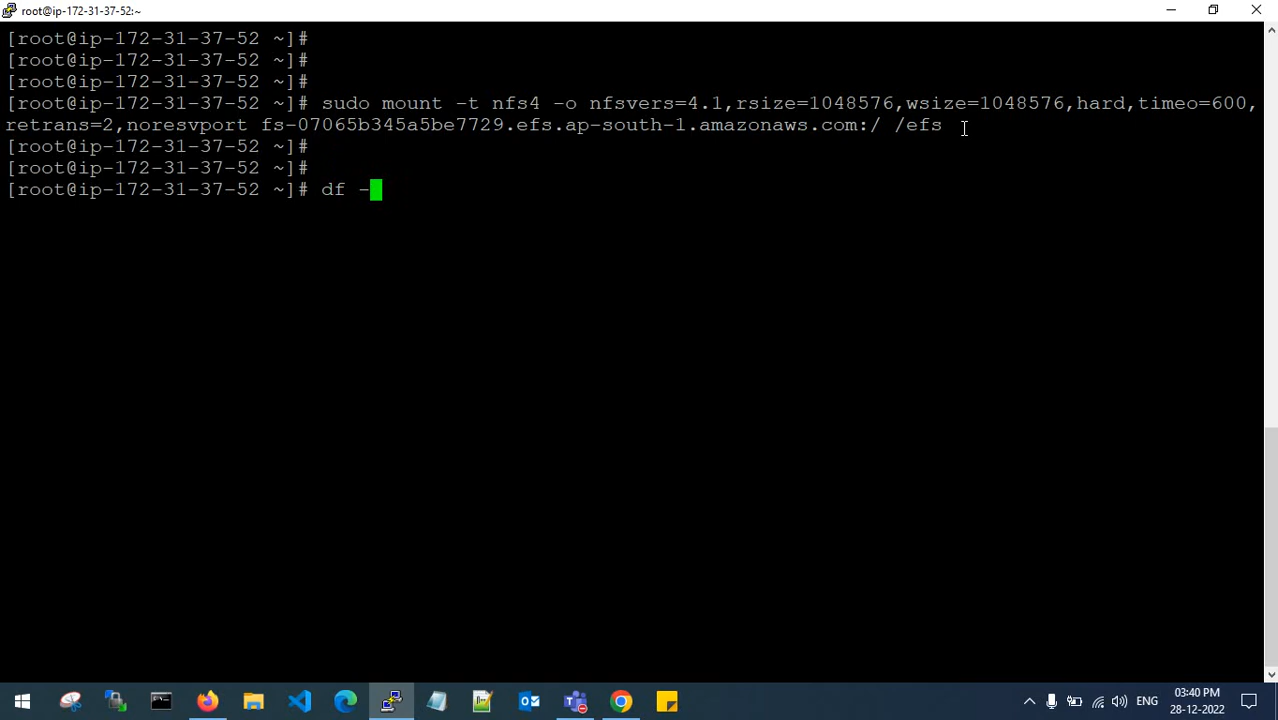 root@ip-172-31-37-52:~
[root@ip-172-31-37-52 ~]#
[root@ip-172-31-37-52 ~]#
[root@ip-172-31-37-52 ~]#
[root@ip-172-31-37-52 ~]# sudo mount -t nfs4 -o nfsvers=4.1,rsize=1048576,wsize=1048576,hard,timeo=600,
retrans=2,noresvport fs-07065b345a5be7729.efs.ap-south-1.amazonaws.com:/ /efs
[root@ip-172-31-37-52 ~]#
[root@ip-172-31-37-52 ~]#
[root@ip-172-31-37-52 ~]# df -
ENG
03:40 PM
28-12-2022